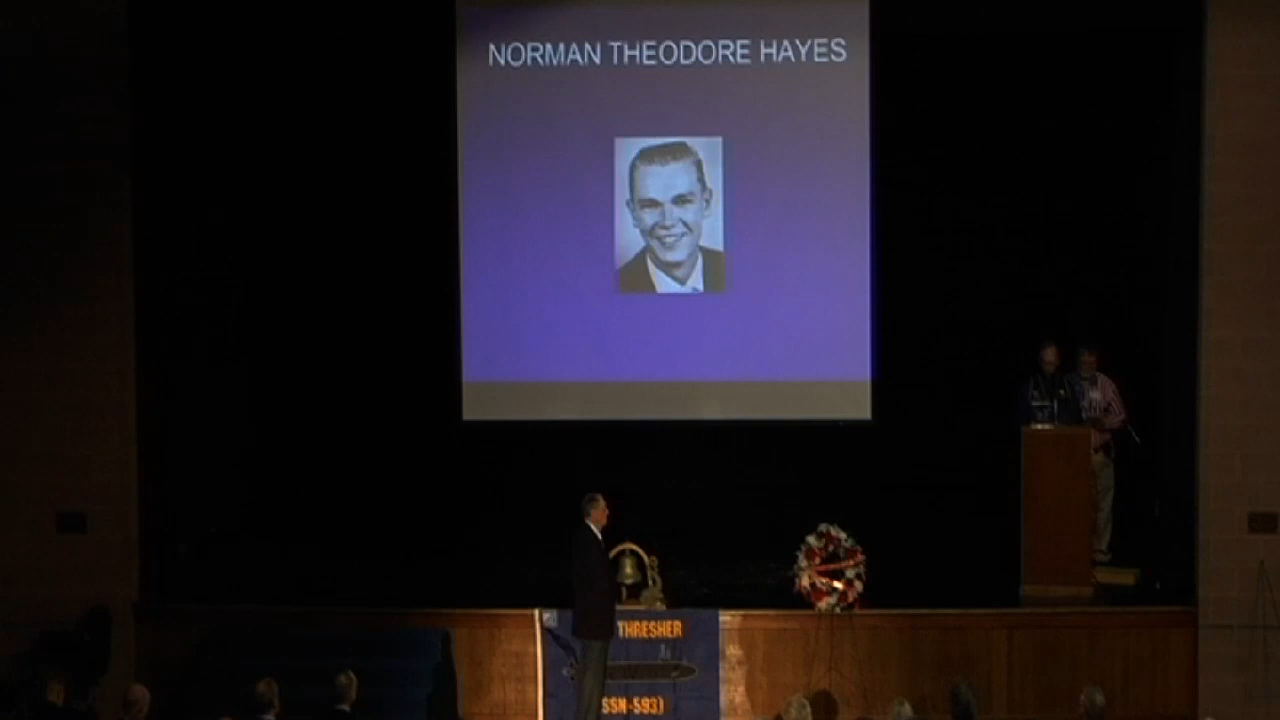 NORMAN THEODORE HAYES
THRESHER
SSN-593)